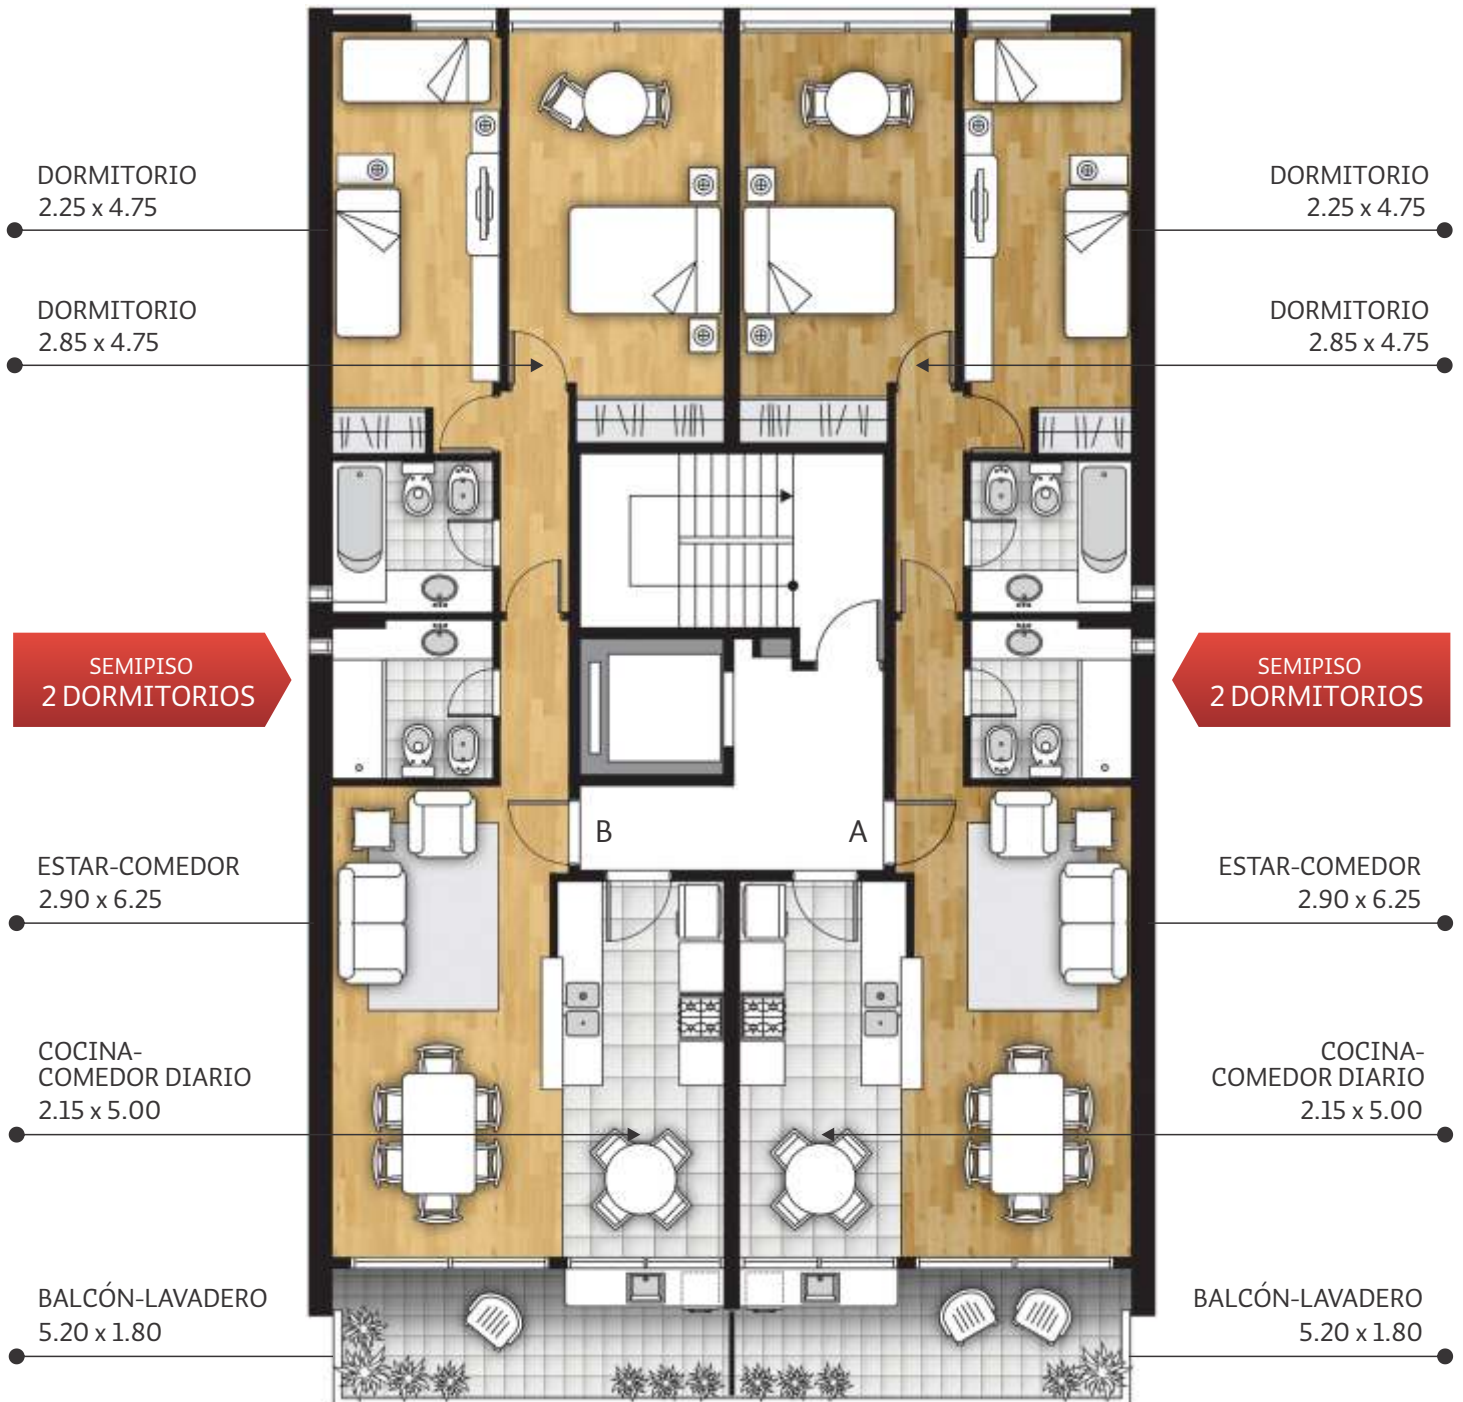 DORMITORIO
2.25 x 4.75
DORMITORIO
2.85 x 4.75
SEMIPISO
2 DORMITORIOS
ESTAR-COMEDOR
2.90 x 6.25
COCINA-
COMEDOR DIARIO
2.15 x 5.00
BALCÓN-LAVADERO
5.20 x 1.80
B
A
DORMITORIO
2.25 x 4.75
DORMITORIO
2.85 x 4.75
SEMIPISO
2 DORMITORIOS
ESTAR-COMEDOR
2.90 x 6.25
COCINA-
COMEDOR DIARIO
2.15 x 5.00
BALCÓN-LAVADERO
5.20 x 1.80